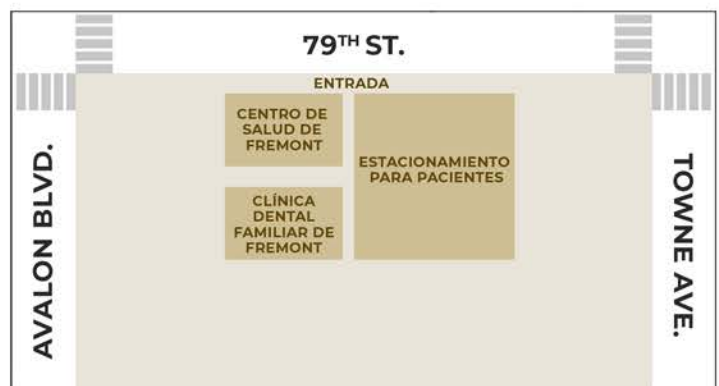 79TH ST.
ENTRADA
CENTRO DE
SALUD DE
FREMONT
ESTACIONAMIENTO
PARA PACIENTES
CLÍNICA
DENTAL
FAMILIAR DE
FREMONT
AVALON BLVD.
TOWNE AVE.